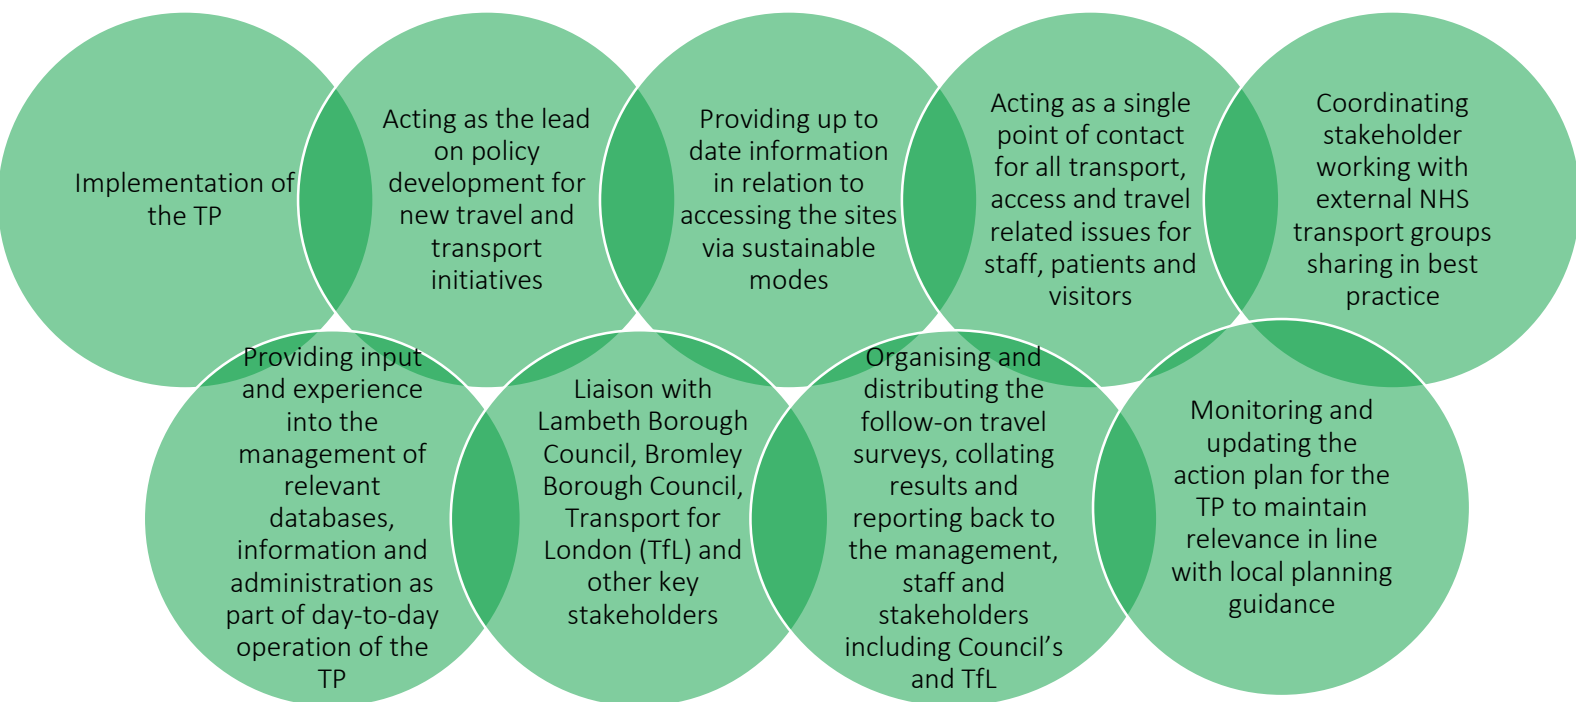 Implementation of
the TP
Acting as the lead
on policy
development for
new travel and
transport
initiatives
Providing up to
date information
in relation to
accessing the sites
via sustainable
modes
Acting as a single
point of contact
for all transport,
access and travel
related issues for
staff, patients and
visitors
Coordinating
stakeholder
working with
external NHS
transport groups
sharing in best
practice
Providing input
and experience
into the
management of
relevant
databases,
information and
administration as
part of day-to-day
operation of the
TP
Liaison with
Lambeth Borough
Council, Bromley
Borough Council,
Transport for
London (TfL) and
other key
stakeholders
Organising and
distributing the
follow-on travel
surveys, collating
results and
reporting back to
the management,
staff and
stakeholders
including Council’s
and TfL
Monitoring and
updating the
action plan for the
TP to maintain
relevance in line
with local planning
guidance